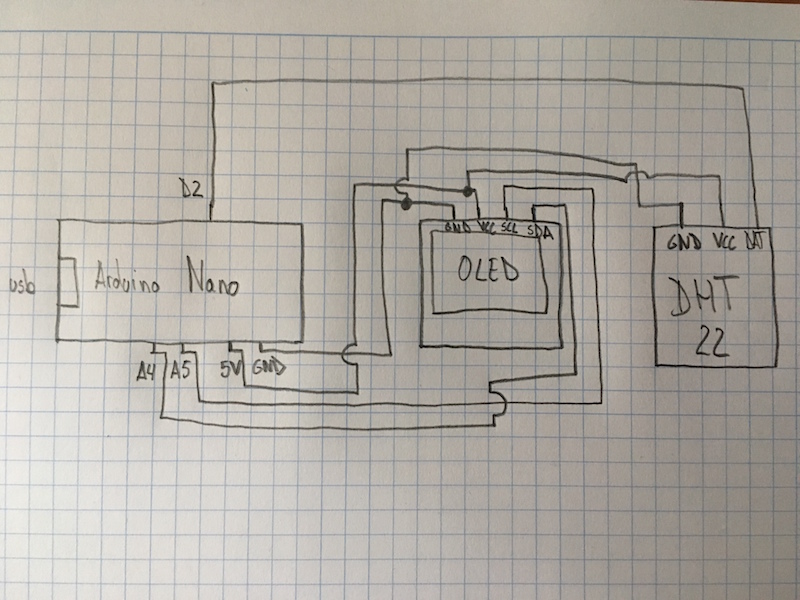 D2
GND VCC SCL SDA
GND VCC DAT
usb
Arduino Nano
OLED
DHT
22
A4 A5 5V GND